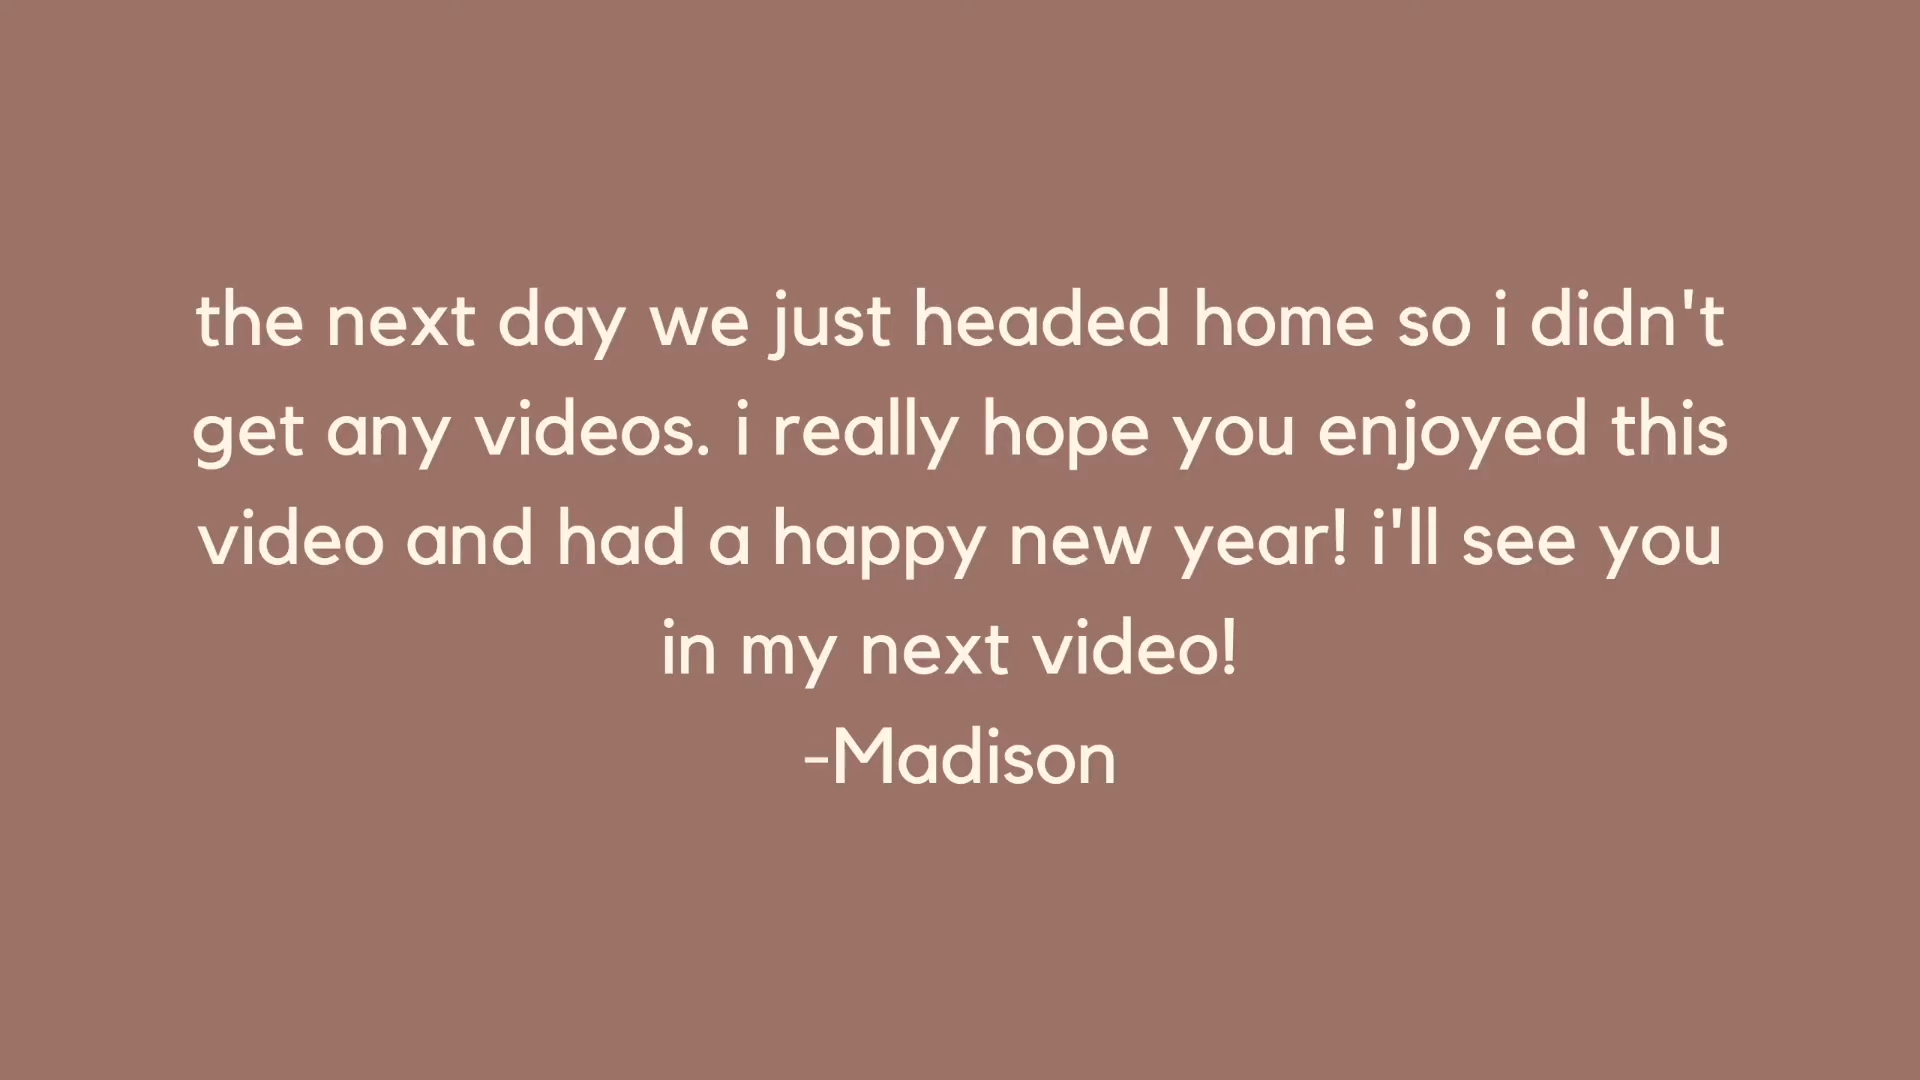 the next day we just headed home so i didn't
get any videos. i really hope you enjoyed this
video and had a happy new year! i'll see you
in my next video!
-Madison